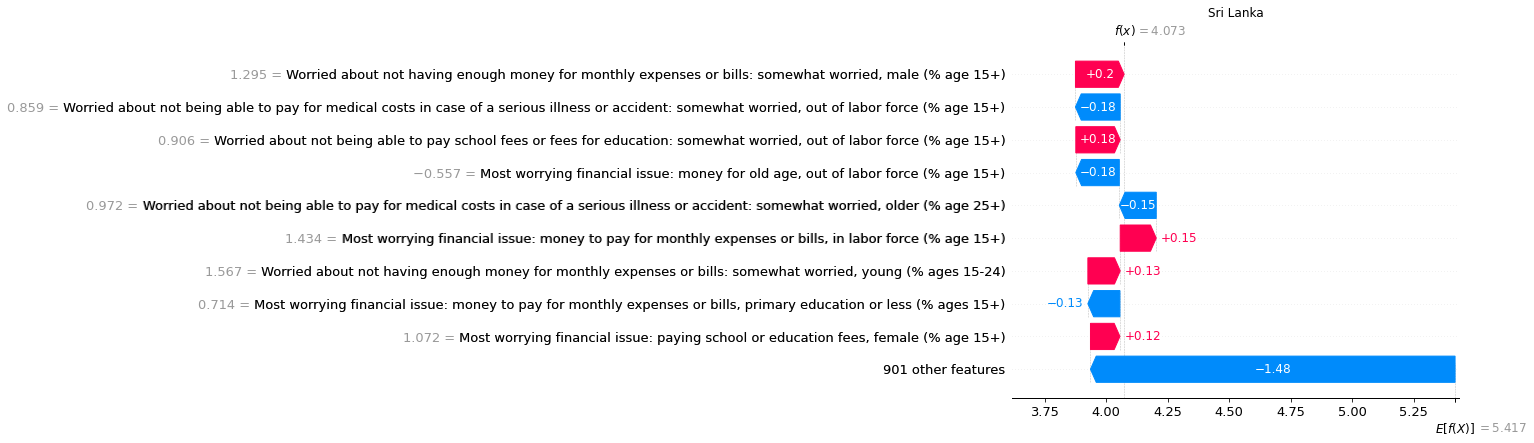 Sri Lanka
f(x) = 4.073
1.295 = Worried about not having enough money for monthly expenses or bills: somewhat worried, male (% age 15+)
+0.2
0.859 = Worried about not being able to pay for medical costs in case of a serious illness or accident: somewhat worried, out of labor force (% age 15+)
−0.18
0.906 = Worried about not being able to pay school fees or fees for education: somewhat worried, out of labor force (% age 15+)
+0.18
−0.557 = Most worrying financial issue: money for old age, out of labor force (% age 15+)
−0.18
0.972 = Worried about not being able to pay for medical costs in case of a serious illness or accident: somewhat worried, older (% age 25+)
−0.15
1.434 = Most worrying financial issue: money to pay for monthly expenses or bills, in labor force (% age 15+)
+0.15
1.567 = Worried about not having enough money for monthly expenses or bills: somewhat worried, young (% ages 15-24)
+0.13
0.714 = Most worrying financial issue: money to pay for monthly expenses or bills, primary education or less (% ages 15+)
−0.13
1.072 = Most worrying financial issue: paying school or education fees, female (% age 15+)
+0.12
901 other features
−1.48
3.75 4.00 4.25 4.50 4.75 5.00 5.25
E[f(X)] = 5.417